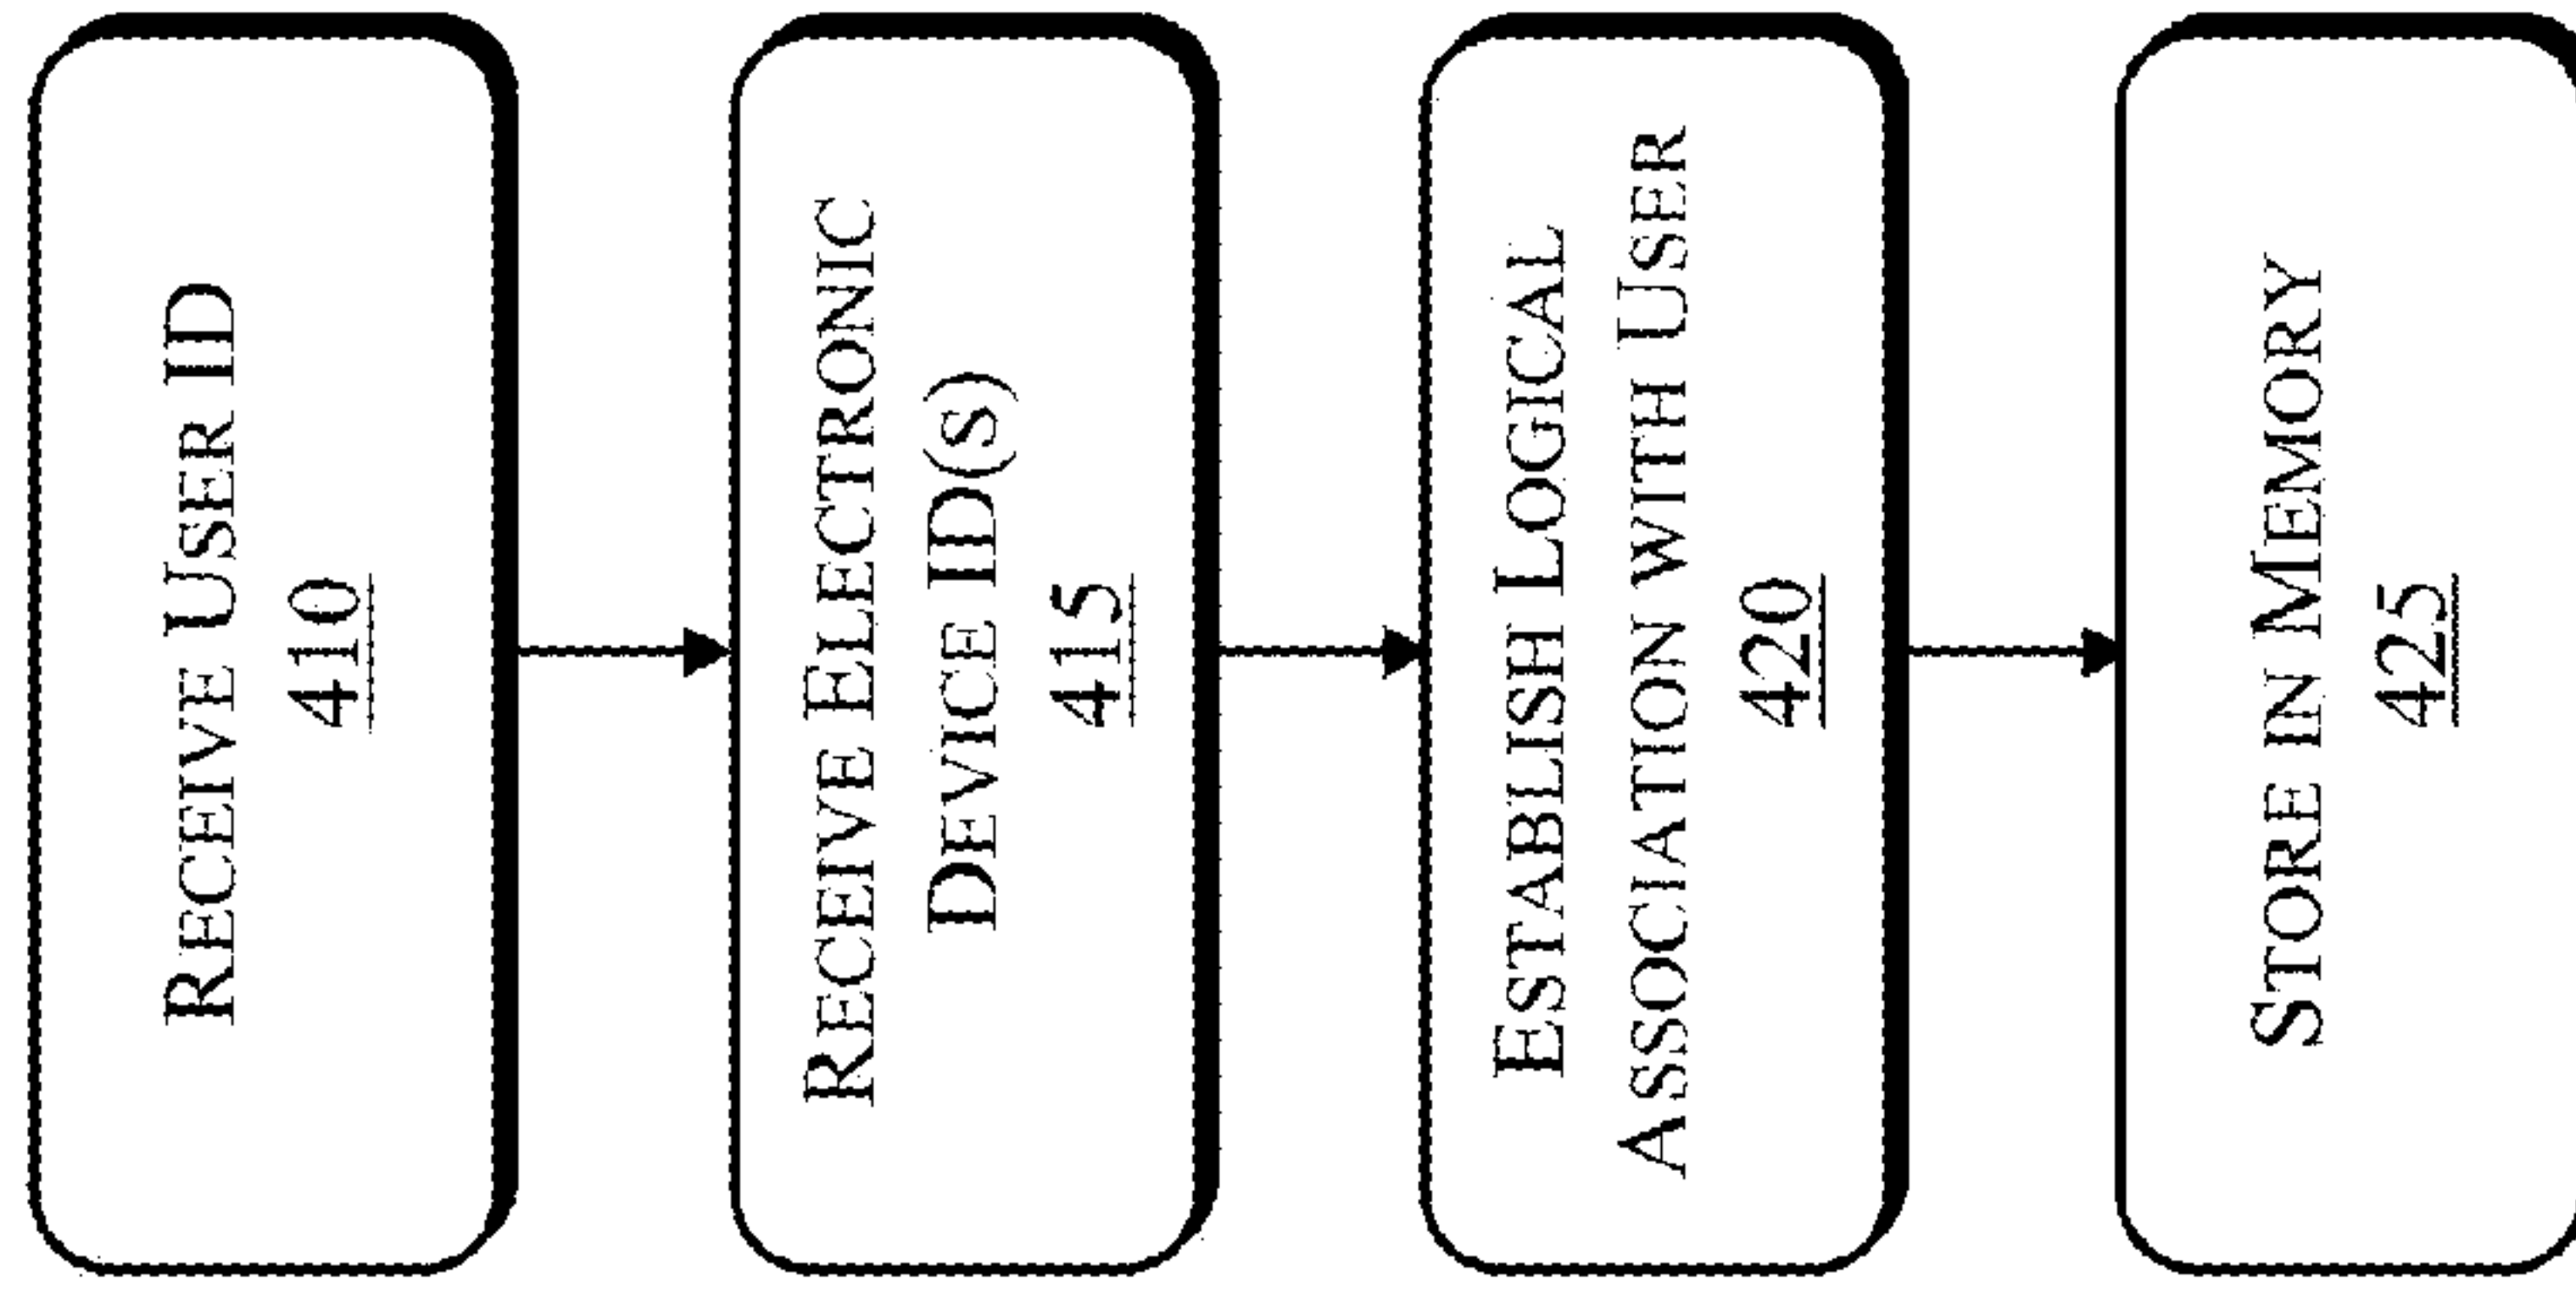 RECEIVE USER ID
410
RECEIVE ELECTRONIC
DEVICE ID(S)
415
ESTABLISH LOGICAL
ASSOCIATION WITH USER
420
STORE IN MEMORY
425